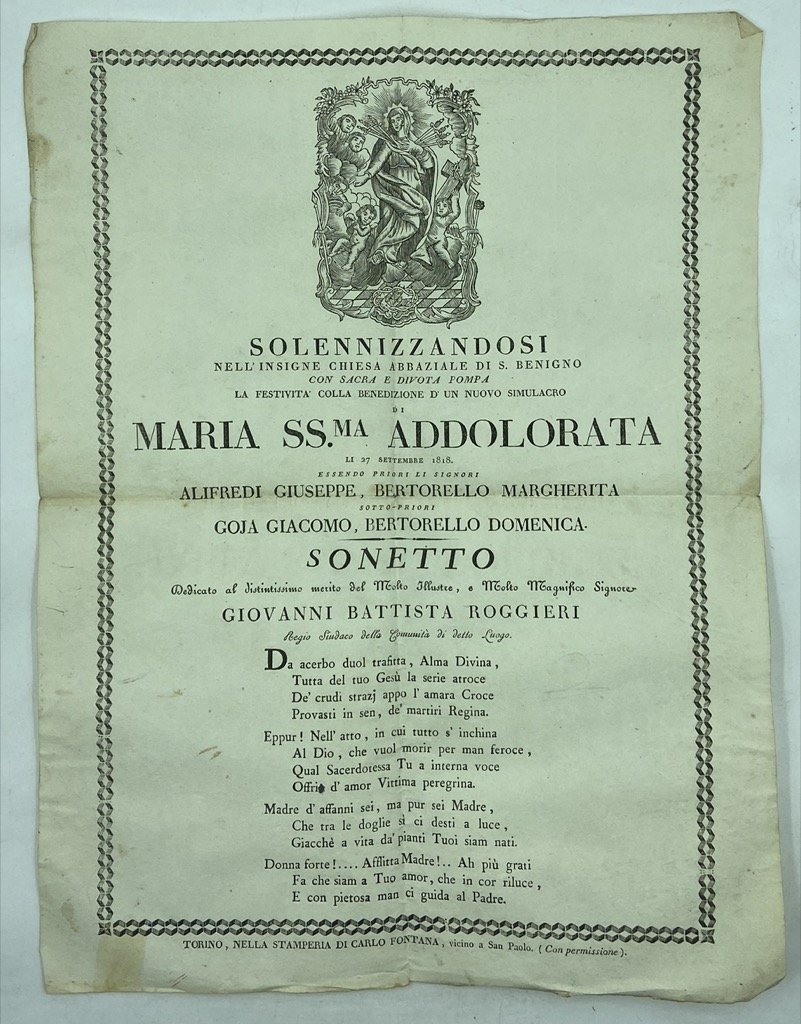 SOLENNIZZANDOSI
NELL' INSIGNE CHIESA ABBAZIALE DI S. BENIGNO
CON SACRA E DIVOTA POMPA
LA FESTIVITA' COLLA BENEDIZIONE D' UN NUOVO SIMULACRO
DI
MARIA SS.MA ADDOLORATA
LI 27 SETTEMBRE 1818.
ESSENDO PRIORI LI SIGNORI
ALIFREDI GIUSEPPE, BERTORELLO MARGHERITA
SOTTO-PRIORI
GOJA GIACOMO, BERTORELLO DOMENICA.
SONETTO
Dedicato al distintissimo merito del Molto Illustre, e Molto Magnifico Signore
GIOVANNI BATTISTA ROGGIERI
Regio Sindaco della Comunità di detto Luogo.
Da acerbo duol trafitta, Alma Divina,
Tutta del tuo Gesù la serie atroce
De' crudi strazj appo l' amara Croce
Provasti in sen, de' martiri Regina.
Eppur! Nell' atto, in cui tutto s' inchina
Al Dio, che vuol morir per man feroce,
Qual Sacerdotessa Tu a interna voce
Offri d' amor Vittima peregrina.
Madre d' affanni sei, ma pur sei Madre,
Che tra le doglie sì ci desti a luce,
Giacchè a vita da' pianti Tuoi siam nati.
Donna forte!.... Afflitta Madre!.. Ah più grati
Fa che siam a Tuo amor, che in cor riluce,
E con pietosa man ci guida al Padre.
TORINO, NELLA STAMPERIA DI CARLO FONTANA, vicino a San Paolo. (Con permissione).